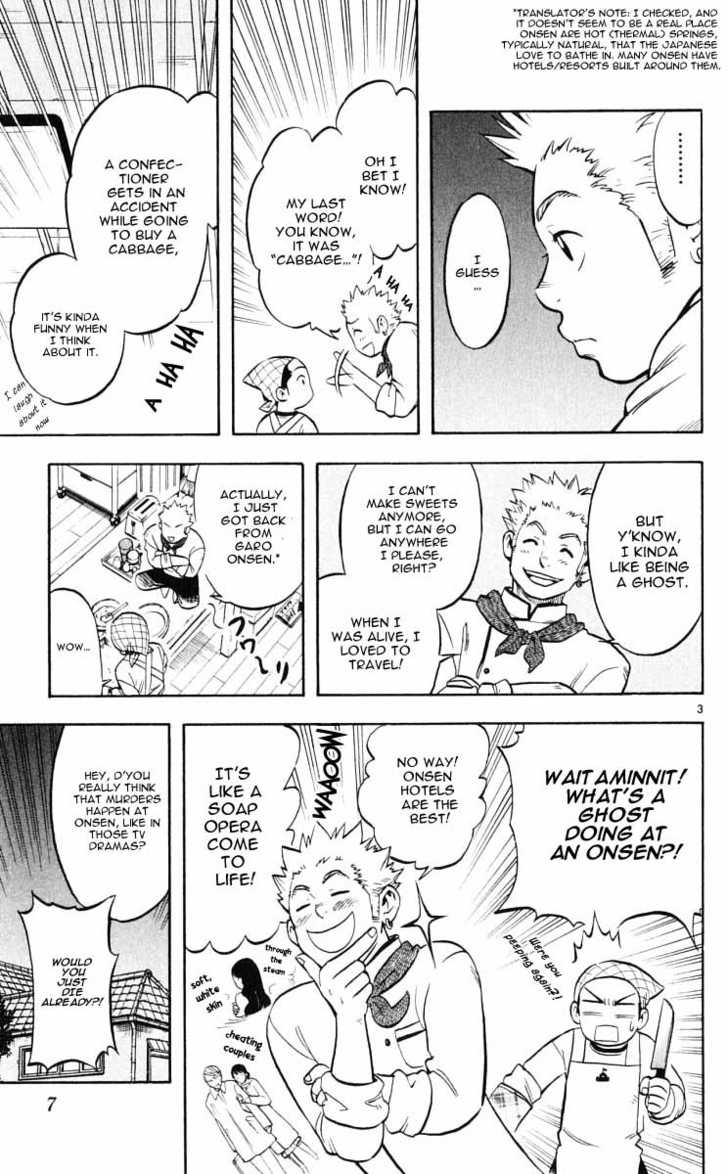 *TRANSLATOR'S NOTE: I CHECKED, AND
IT DOESN'T SEEM TO BE A REAL PLACE
ONSEN ARE HOT (THERMAL) SPRINGS,
TYPICALLY NATURAL, THAT THE JAPANESE
LOVE TO BATHE IN. MANY ONSEN HAVE
HOTELS/RESORTS BUILT AROUND THEM.
.........
I
GUESS
...
OH I
BET I
KNOW!
MY LAST
WORD!
YOU KNOW,
IT WAS
"CABBAGE..."!
A HA HA
A CONFEC-
TIONER
GETS IN AN
ACCIDENT
WHILE GOING
TO BUY A
CABBAGE,
IT'S KINDA
FUNNY WHEN
I THINK
ABOUT IT.
A HA HA
I can
laugh
about it
now
BUT
Y'KNOW,
I KINDA
LIKE BEING
A GHOST.
I CAN'T
MAKE SWEETS
ANYMORE,
BUT I CAN GO
ANYWHERE
I PLEASE,
RIGHT?
WHEN I
WAS ALIVE, I
LOVED TO
TRAVEL!
ACTUALLY,
I JUST
GOT BACK
FROM
GARO
ONSEN.*
WOW...
3
WAITAMINNIT!
WHAT'S A
GHOST
DOING AT
AN ONSEN?!
were you
peeping again?!
NO WAY!
ONSEN
HOTELS
ARE THE
BEST!
WAAOOW
IT'S
LIKE A
SOAP
OPERA
COME
TO
LIFE!
through
the
steam
soft,
white
skin
cheating
couples
HEY, D'YOU
REALLY THINK
THAT MURDERS
HAPPEN AT
ONSEN, LIKE IN
THOSE TV
DRAMAS?
WOULD
YOU
JUST
DIE
ALREADY?!
7